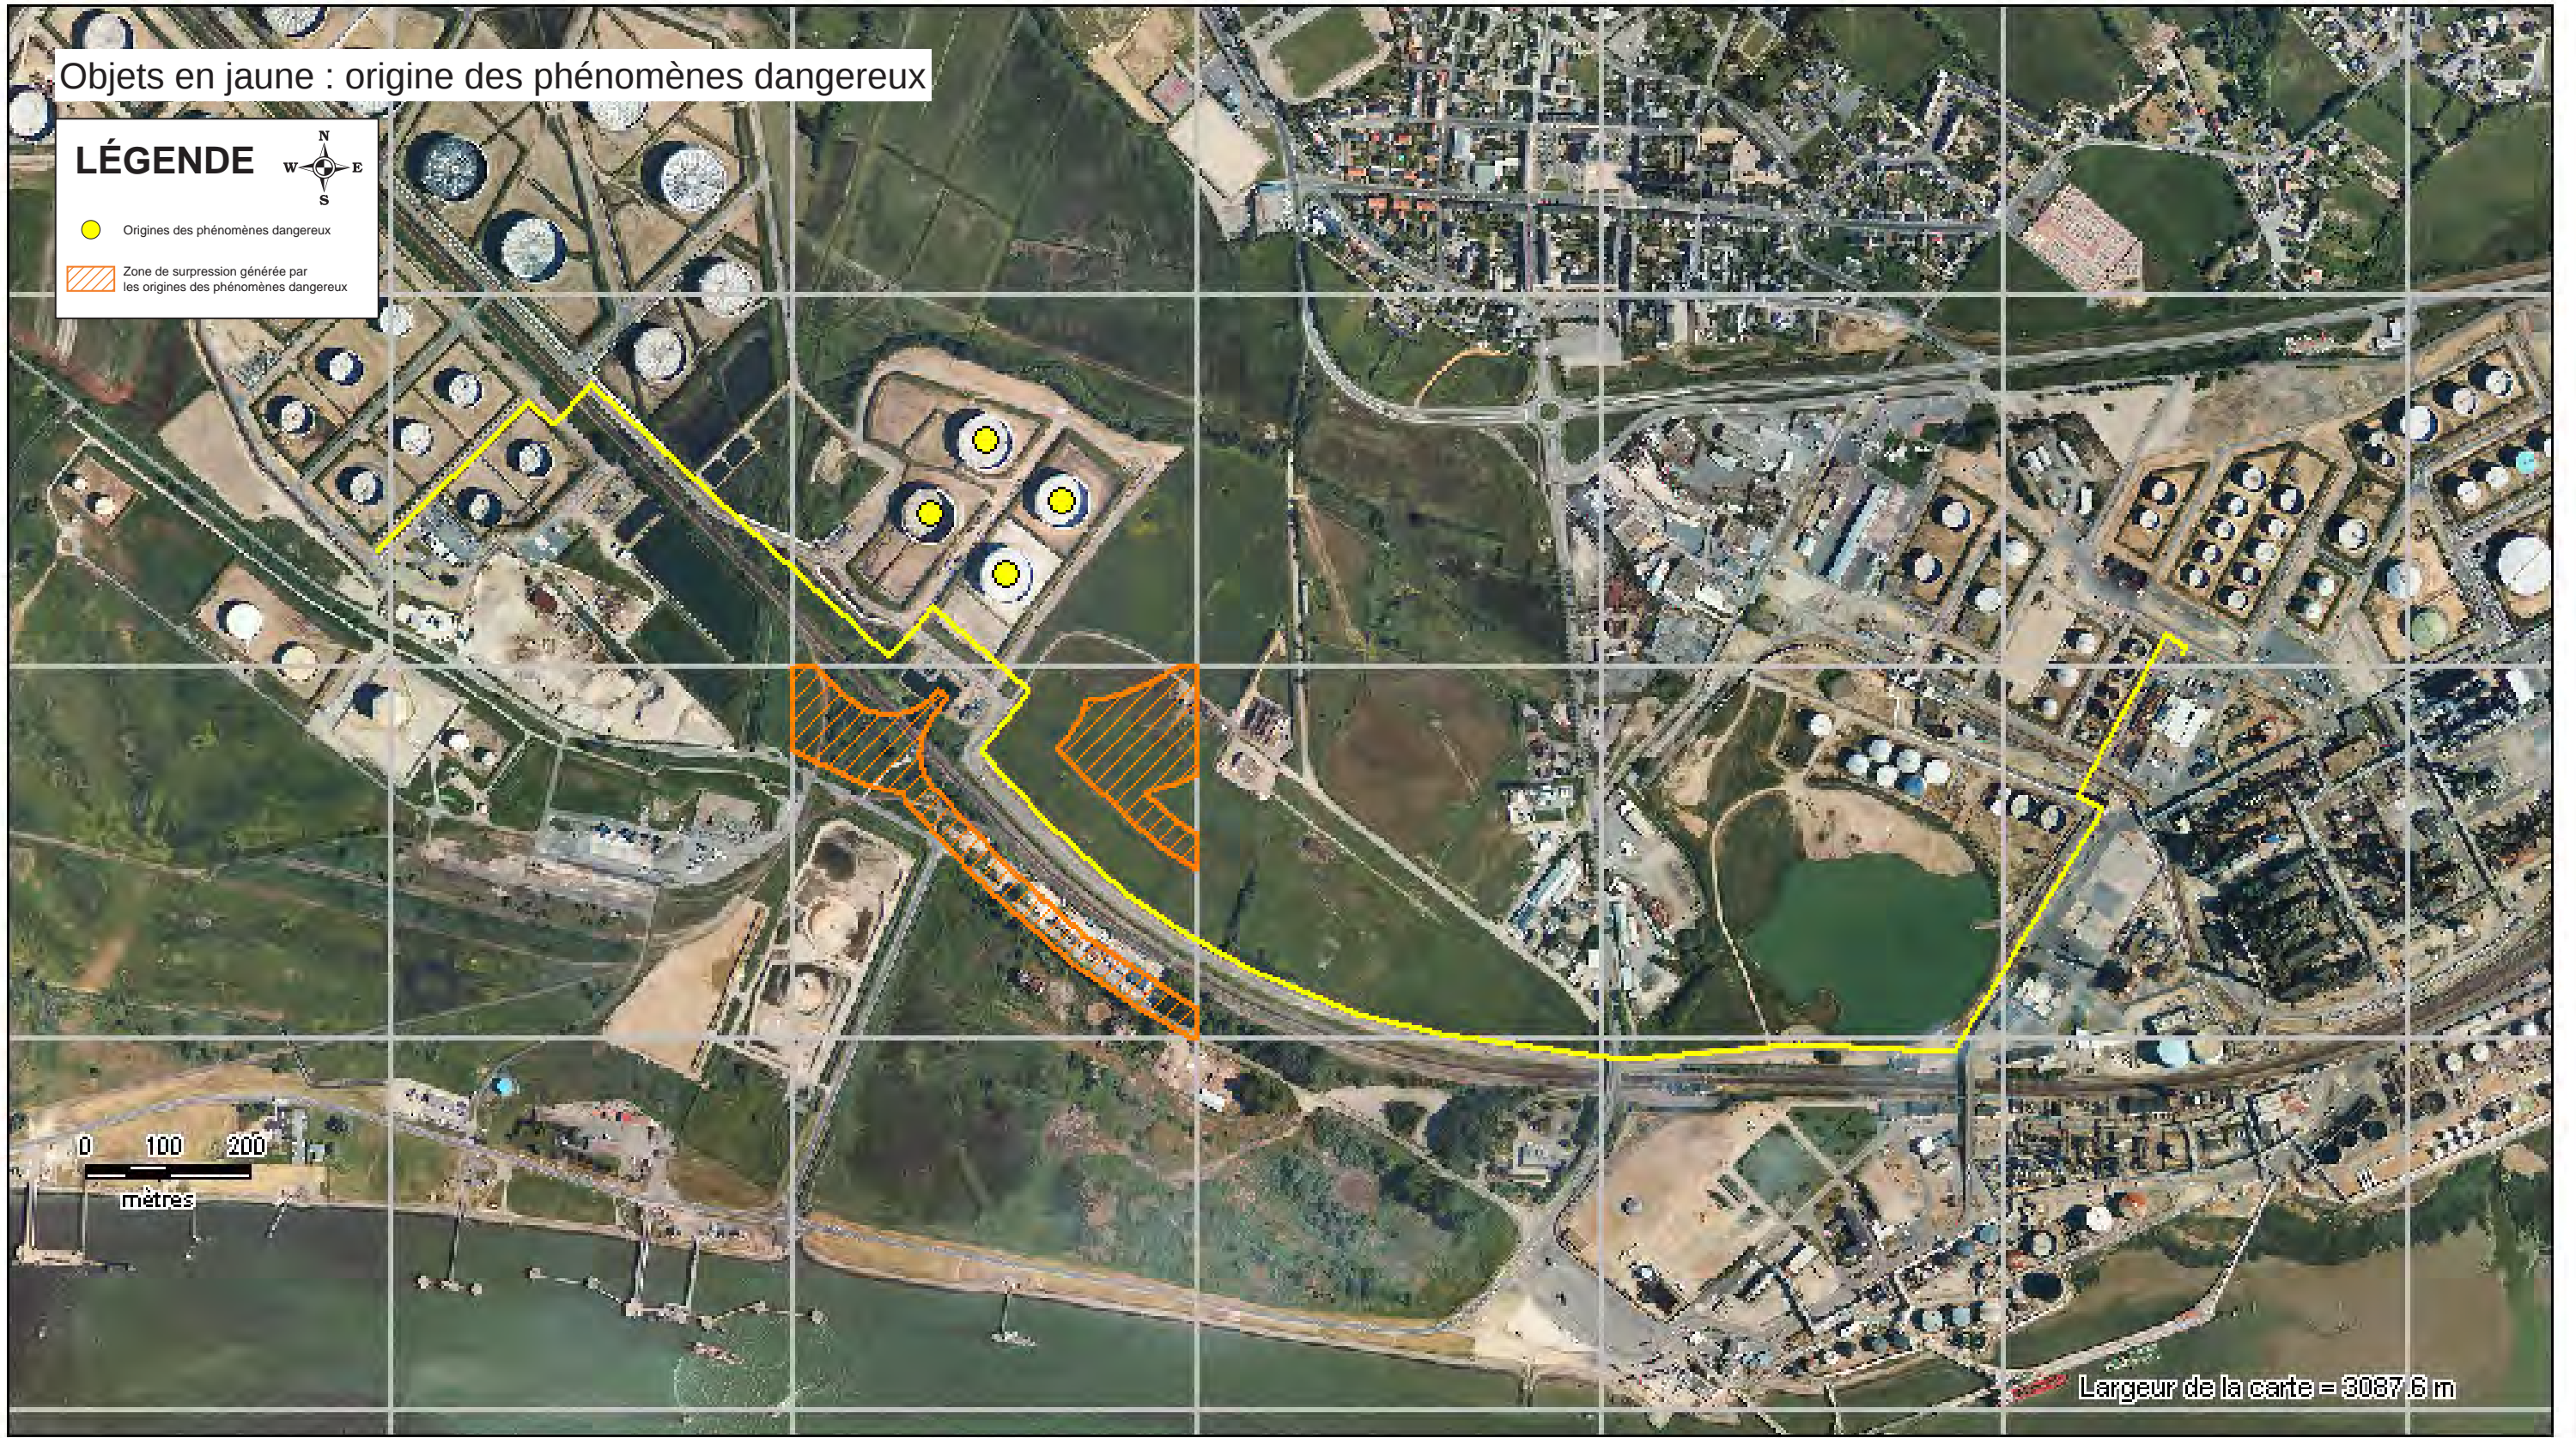 Objets en jaune : origine des phénomènes dangereux
LÉGENDE
N
W E
S
Origines des phénomènes dangereux
Zone de surpression générée par
les origines des phénomènes dangereux
0 100 200
mètres
Largeur de la carte = 3087.6 m